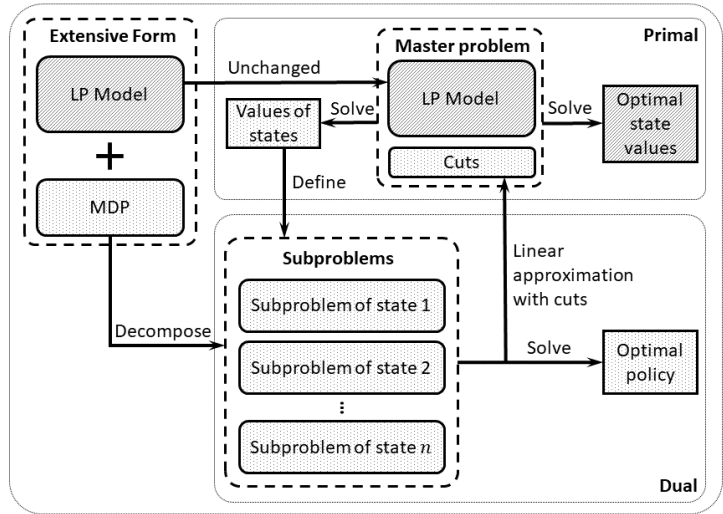 Extensive Form
LP Model
+
MDP
Unchanged
Primal
Master problem
LP Model
Cuts
Solve
Values of
states
Solve
Optimal
state
values
Define
Decompose
Subproblems
Subproblem of state 1
Subproblem of state 2
⋮
Subproblem of state n
Linear
approximation
with cuts
Solve
Optimal
policy
Dual